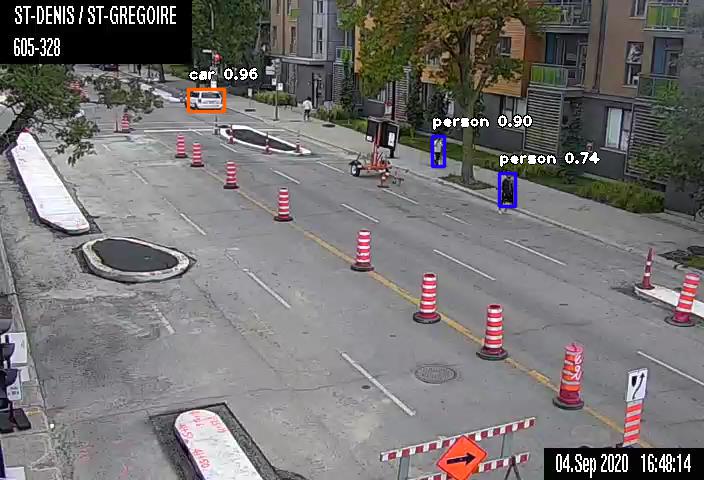 ST-DENIS / ST-GREGOIRE
605-328
car 0.96
person 0.90
person 0.74
04.Sep 2020 16:48:14